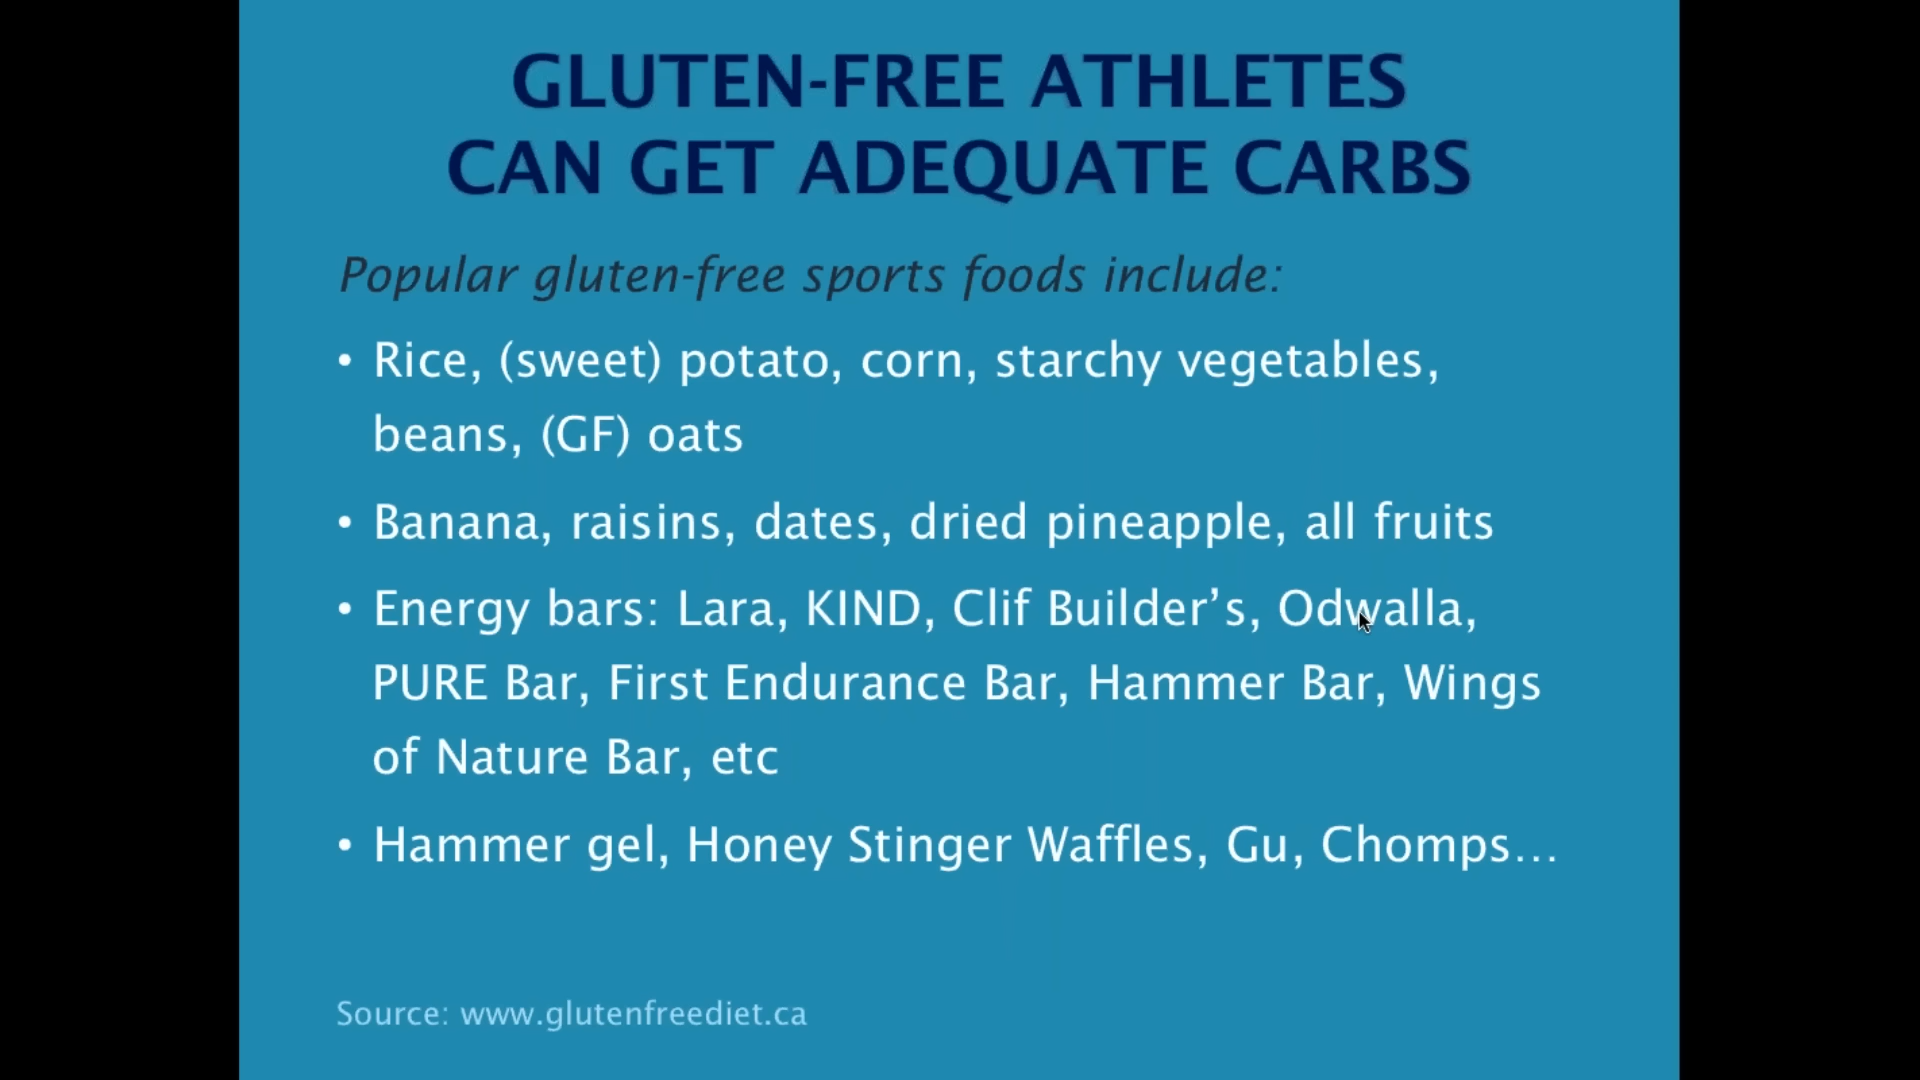 GLUTEN-FREE ATHLETES
CAN GET ADEQUATE CARBS
Popular gluten-free sports foods include:
• Rice, (sweet) potato, corn, starchy vegetables,
beans, (GF) oats
• Banana, raisins, dates, dried pineapple, all fruits
• Energy bars: Lara, KIND, Clif Builder’s, Odwalla,
PURE Bar, First Endurance Bar, Hammer Bar, Wings
of Nature Bar, etc
• Hammer gel, Honey Stinger Waffles, Gu, Chomps…
Source: www.glutenfreediet.ca